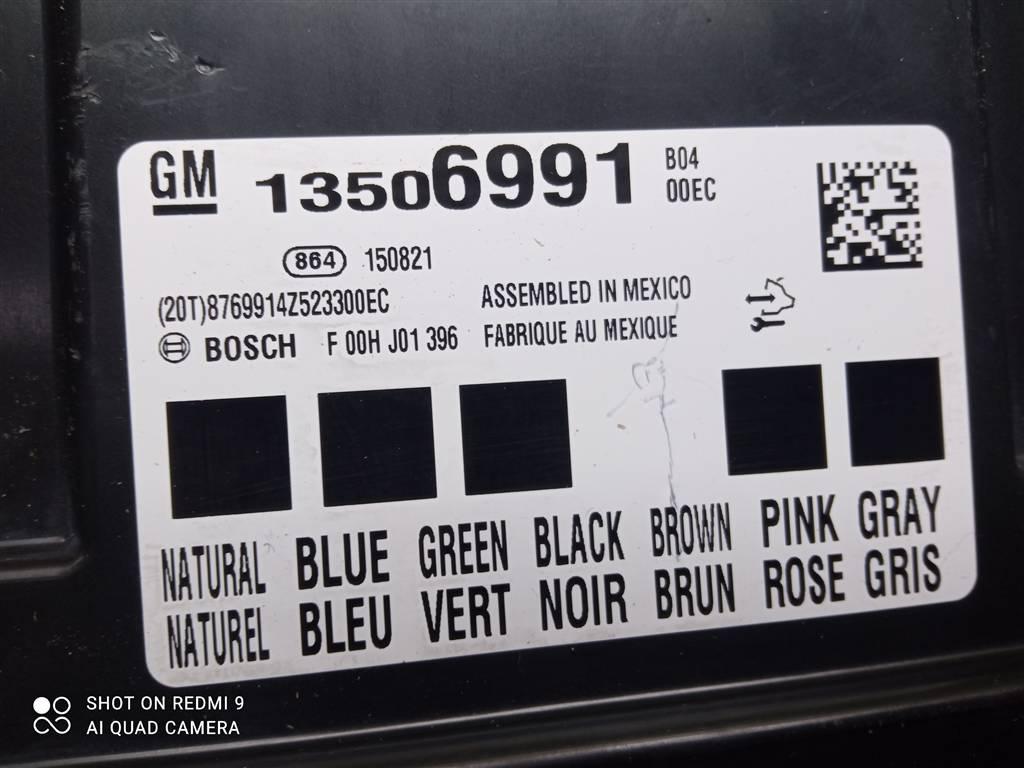 GM 13506991 B04
00EC
864 150821
(20T)8769914Z523300EC ASSEMBLED IN MEXICO
BOSCH F 00H J01 396 FABRIQUE AU MEXIQUE
NATURAL BLUE GREEN BLACK BROWN PINK GRAY
NATUREL BLEU VERT NOIR BRUN ROSE GRIS
SHOT ON REDMI 9
AI QUAD CAMERA